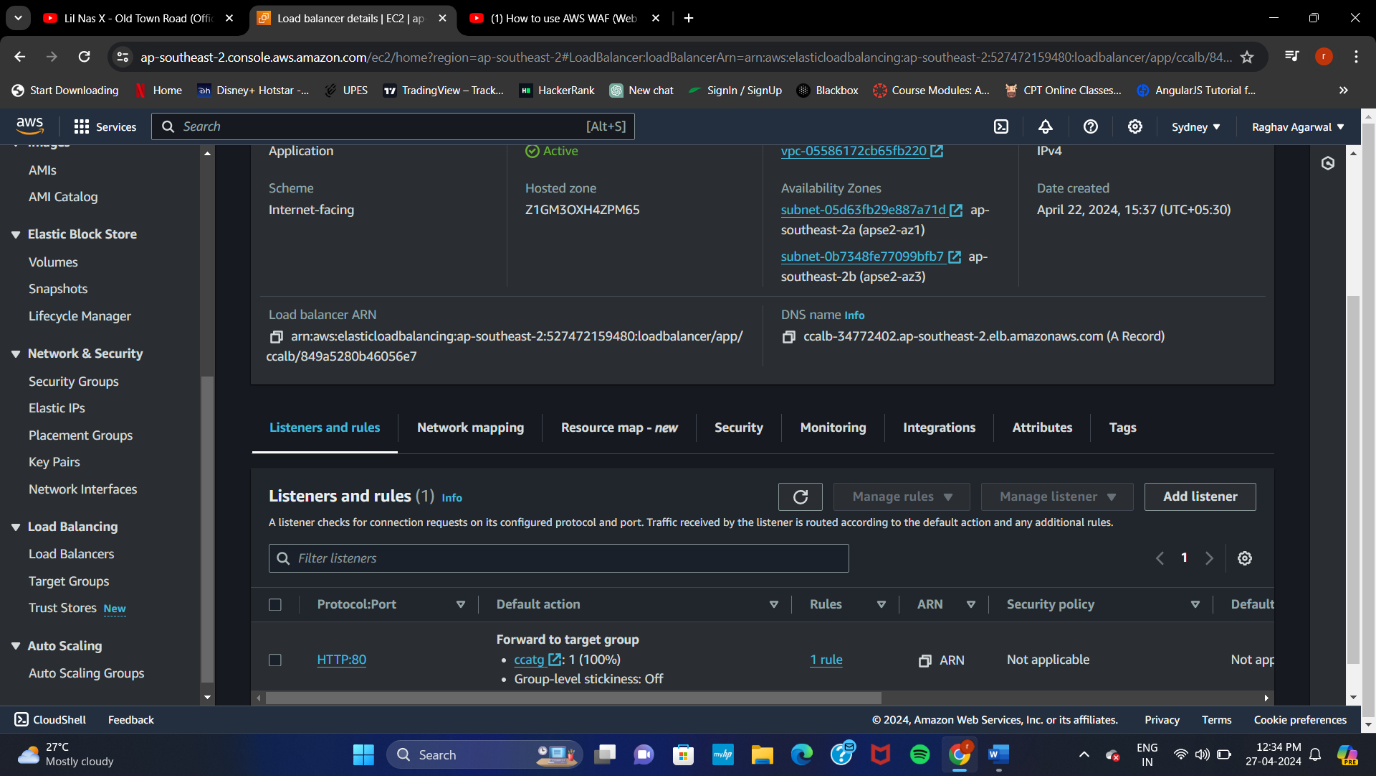 Lil Nas X - Old Town Road (Offi
Load balancer details | EC2 | ap-
(1) How to use AWS WAF (Web
ap-southeast-2.console.aws.amazon.com/ec2/home?region=ap-southeast-2#LoadBalancer:loadBalancerArn=arn:aws:elasticloadbalancing:ap-southeast-2:527472159480:loadbalancer/app/ccalb/84...
r
Start Downloading
Home
Disney+ Hotstar -...
UPES
TradingView – Track...
HackerRank
New chat
SignIn / SignUp
Blackbox
Course Modules: A...
CPT Online Classes...
AngularJS Tutorial f...
aws
Services
Search
[Alt+S]
Sydney
Raghav Agarwal
Images
AMIs
AMI Catalog
Elastic Block Store
Volumes
Snapshots
Lifecycle Manager
Network & Security
Security Groups
Elastic IPs
Placement Groups
Key Pairs
Network Interfaces
Load Balancing
Load Balancers
Target Groups
Trust Stores New
Auto Scaling
Auto Scaling Groups
Application
Active
vpc-05586172cb65fb220
IPv4
Scheme
Internet-facing
Hosted zone
Z1GM3OXH4ZPM65
Availability Zones
subnet-05d63fb29e887a71d ap-
southeast-2a (apse2-az1)
subnet-0b7348fe77099bfb7 ap-
southeast-2b (apse2-az3)
Date created
April 22, 2024, 15:37 (UTC+05:30)
Load balancer ARN
arn:aws:elasticloadbalancing:ap-southeast-2:527472159480:loadbalancer/app/
ccalb/849a5280b46056e7
DNS name Info
ccalb-34772402.ap-southeast-2.elb.amazonaws.com (A Record)
Listeners and rules
Network mapping
Resource map - new
Security
Monitoring
Integrations
Attributes
Tags
Listeners and rules (1) Info
Manage rules
Manage listener
Add listener
A listener checks for connection requests on its configured protocol and port. Traffic received by the listener is routed according to the default action and any additional rules.
Filter listeners
1
Protocol:Port
Default action
Rules
ARN
Security policy
Default
HTTP:80
Forward to target group
• ccatg : 1 (100%)
• Group-level stickiness: Off
1 rule
ARN
Not applicable
Not app
CloudShell
Feedback
© 2024, Amazon Web Services, Inc. or its affiliates.
Privacy
Terms
Cookie preferences
27°C
Mostly cloudy
Search
ENG
IN
12:34 PM
27-04-2024